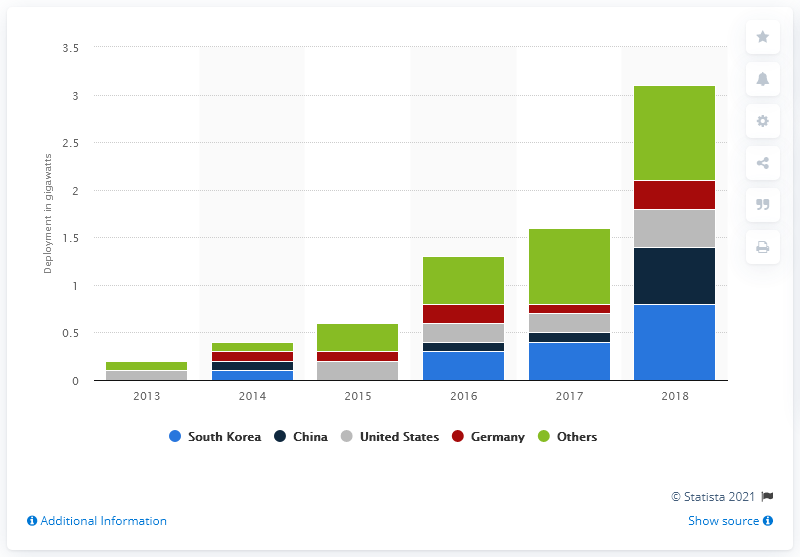 3.5
3
2.5
2
1.5
1
0.5
0
Deployment in gigawatts
2013 2014 2015 2016 2017 2018
South Korea China United States Germany Others
© Statista 2021
Additional Information Show source